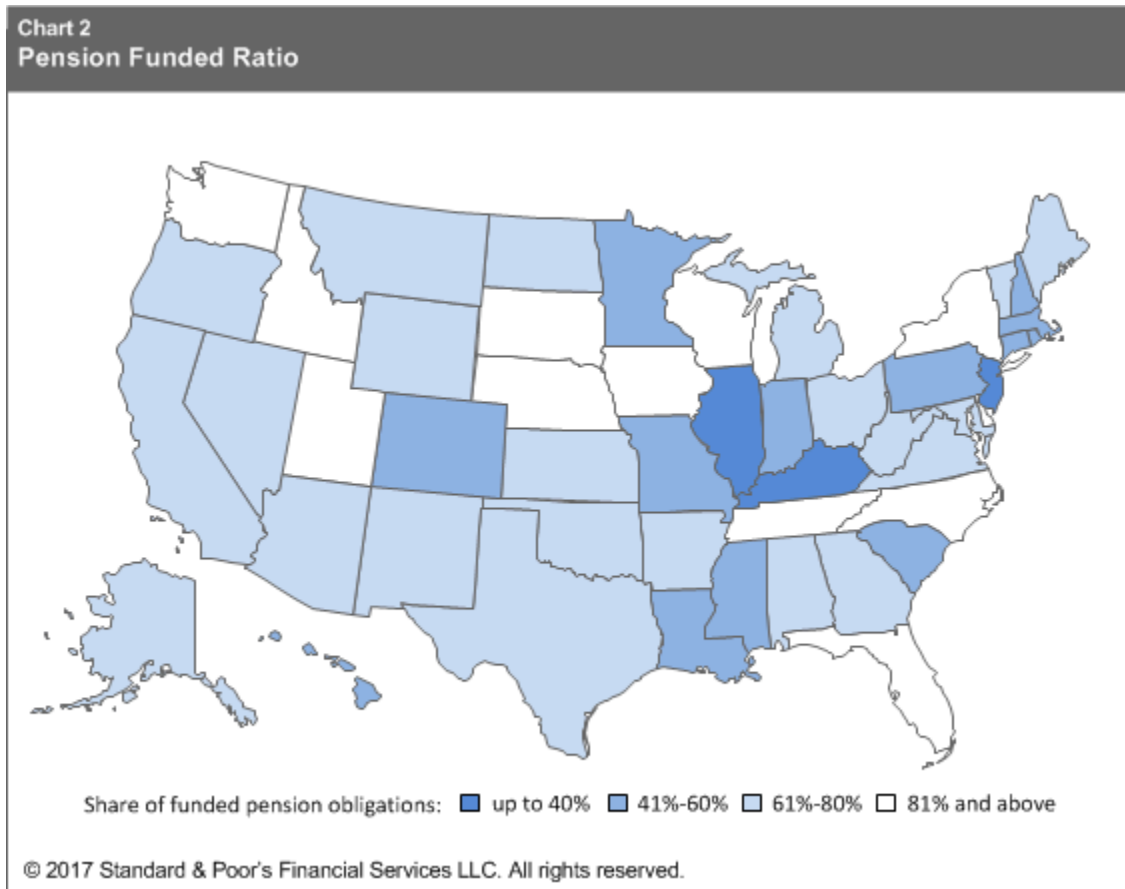 Chart 2
Pension Funded Ratio
Share of funded pension obligations: up to 40% 41%-60% 61%-80% 81% and above
© 2017 Standard & Poor's Financial Services LLC. All rights reserved.